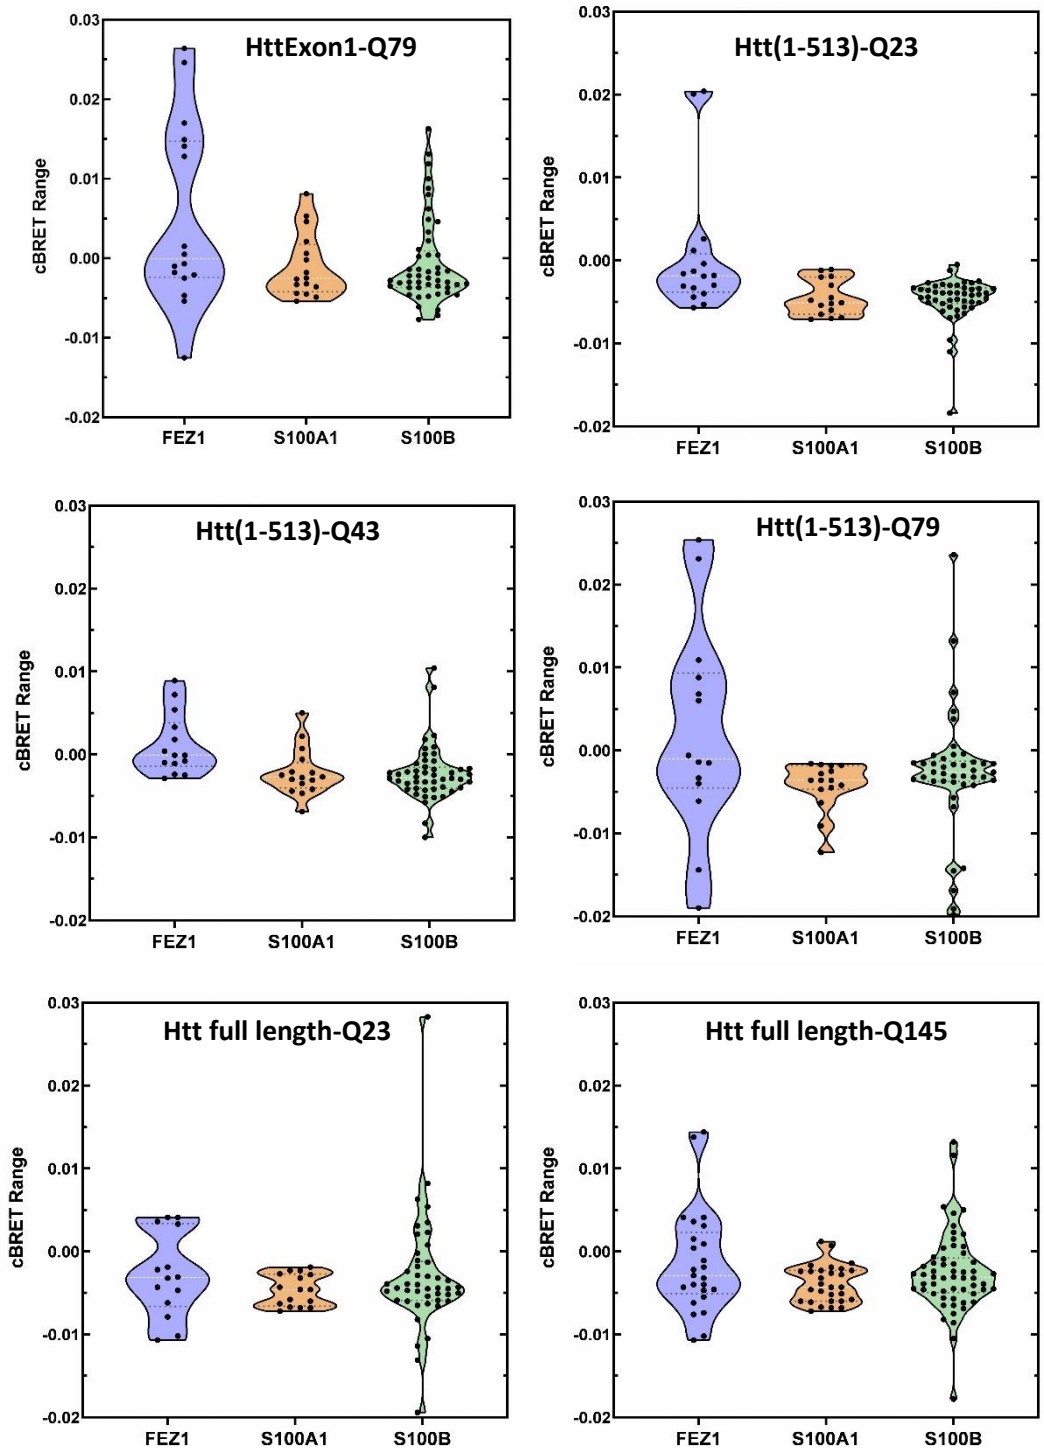 HttExon1-Q79
0.03
0.02
0.01
0.00
-0.01
-0.02
cBRET Range
FEZ1
S100A1
S100B
Htt(1-513)-Q23
0.03
0.02
0.01
0.00
-0.01
-0.02
cBRET Range
FEZ1
S100A1
S100B
Htt(1-513)-Q43
0.03
0.02
0.01
0.00
-0.01
-0.02
cBRET Range
FEZ1
S100A1
S100B
Htt(1-513)-Q79
0.03
0.02
0.01
0.00
-0.01
-0.02
cBRET Range
FEZ1
S100A1
S100B
Htt full length-Q23
0.03
0.02
0.01
0.00
-0.01
-0.02
cBRET Range
FEZ1
S100A1
S100B
Htt full length-Q145
0.03
0.02
0.01
0.00
-0.01
-0.02
cBRET Range
FEZ1
S100A1
S100B